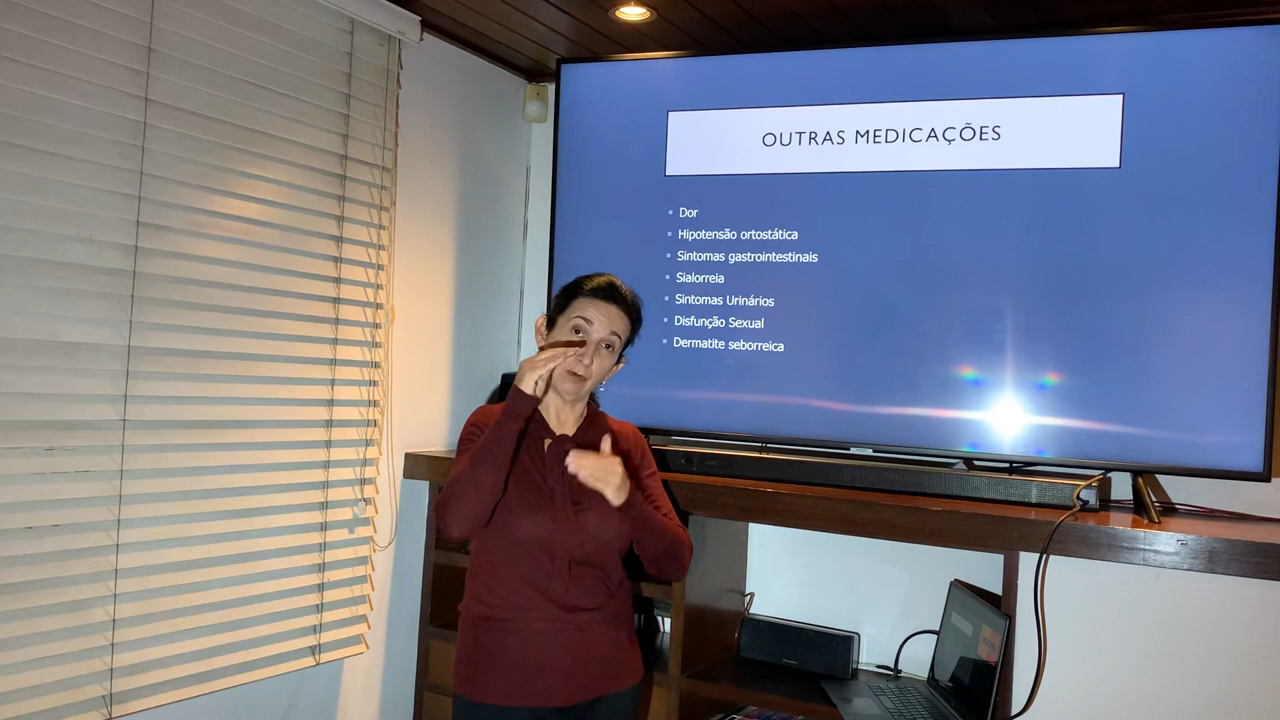 OUTRAS MEDICAÇÕES
Dor
Hipotensão ortostática
Sintomas gastrointestinais
Sialorreia
Sintomas Urinários
Disfunção Sexual
Dermatite seborreica